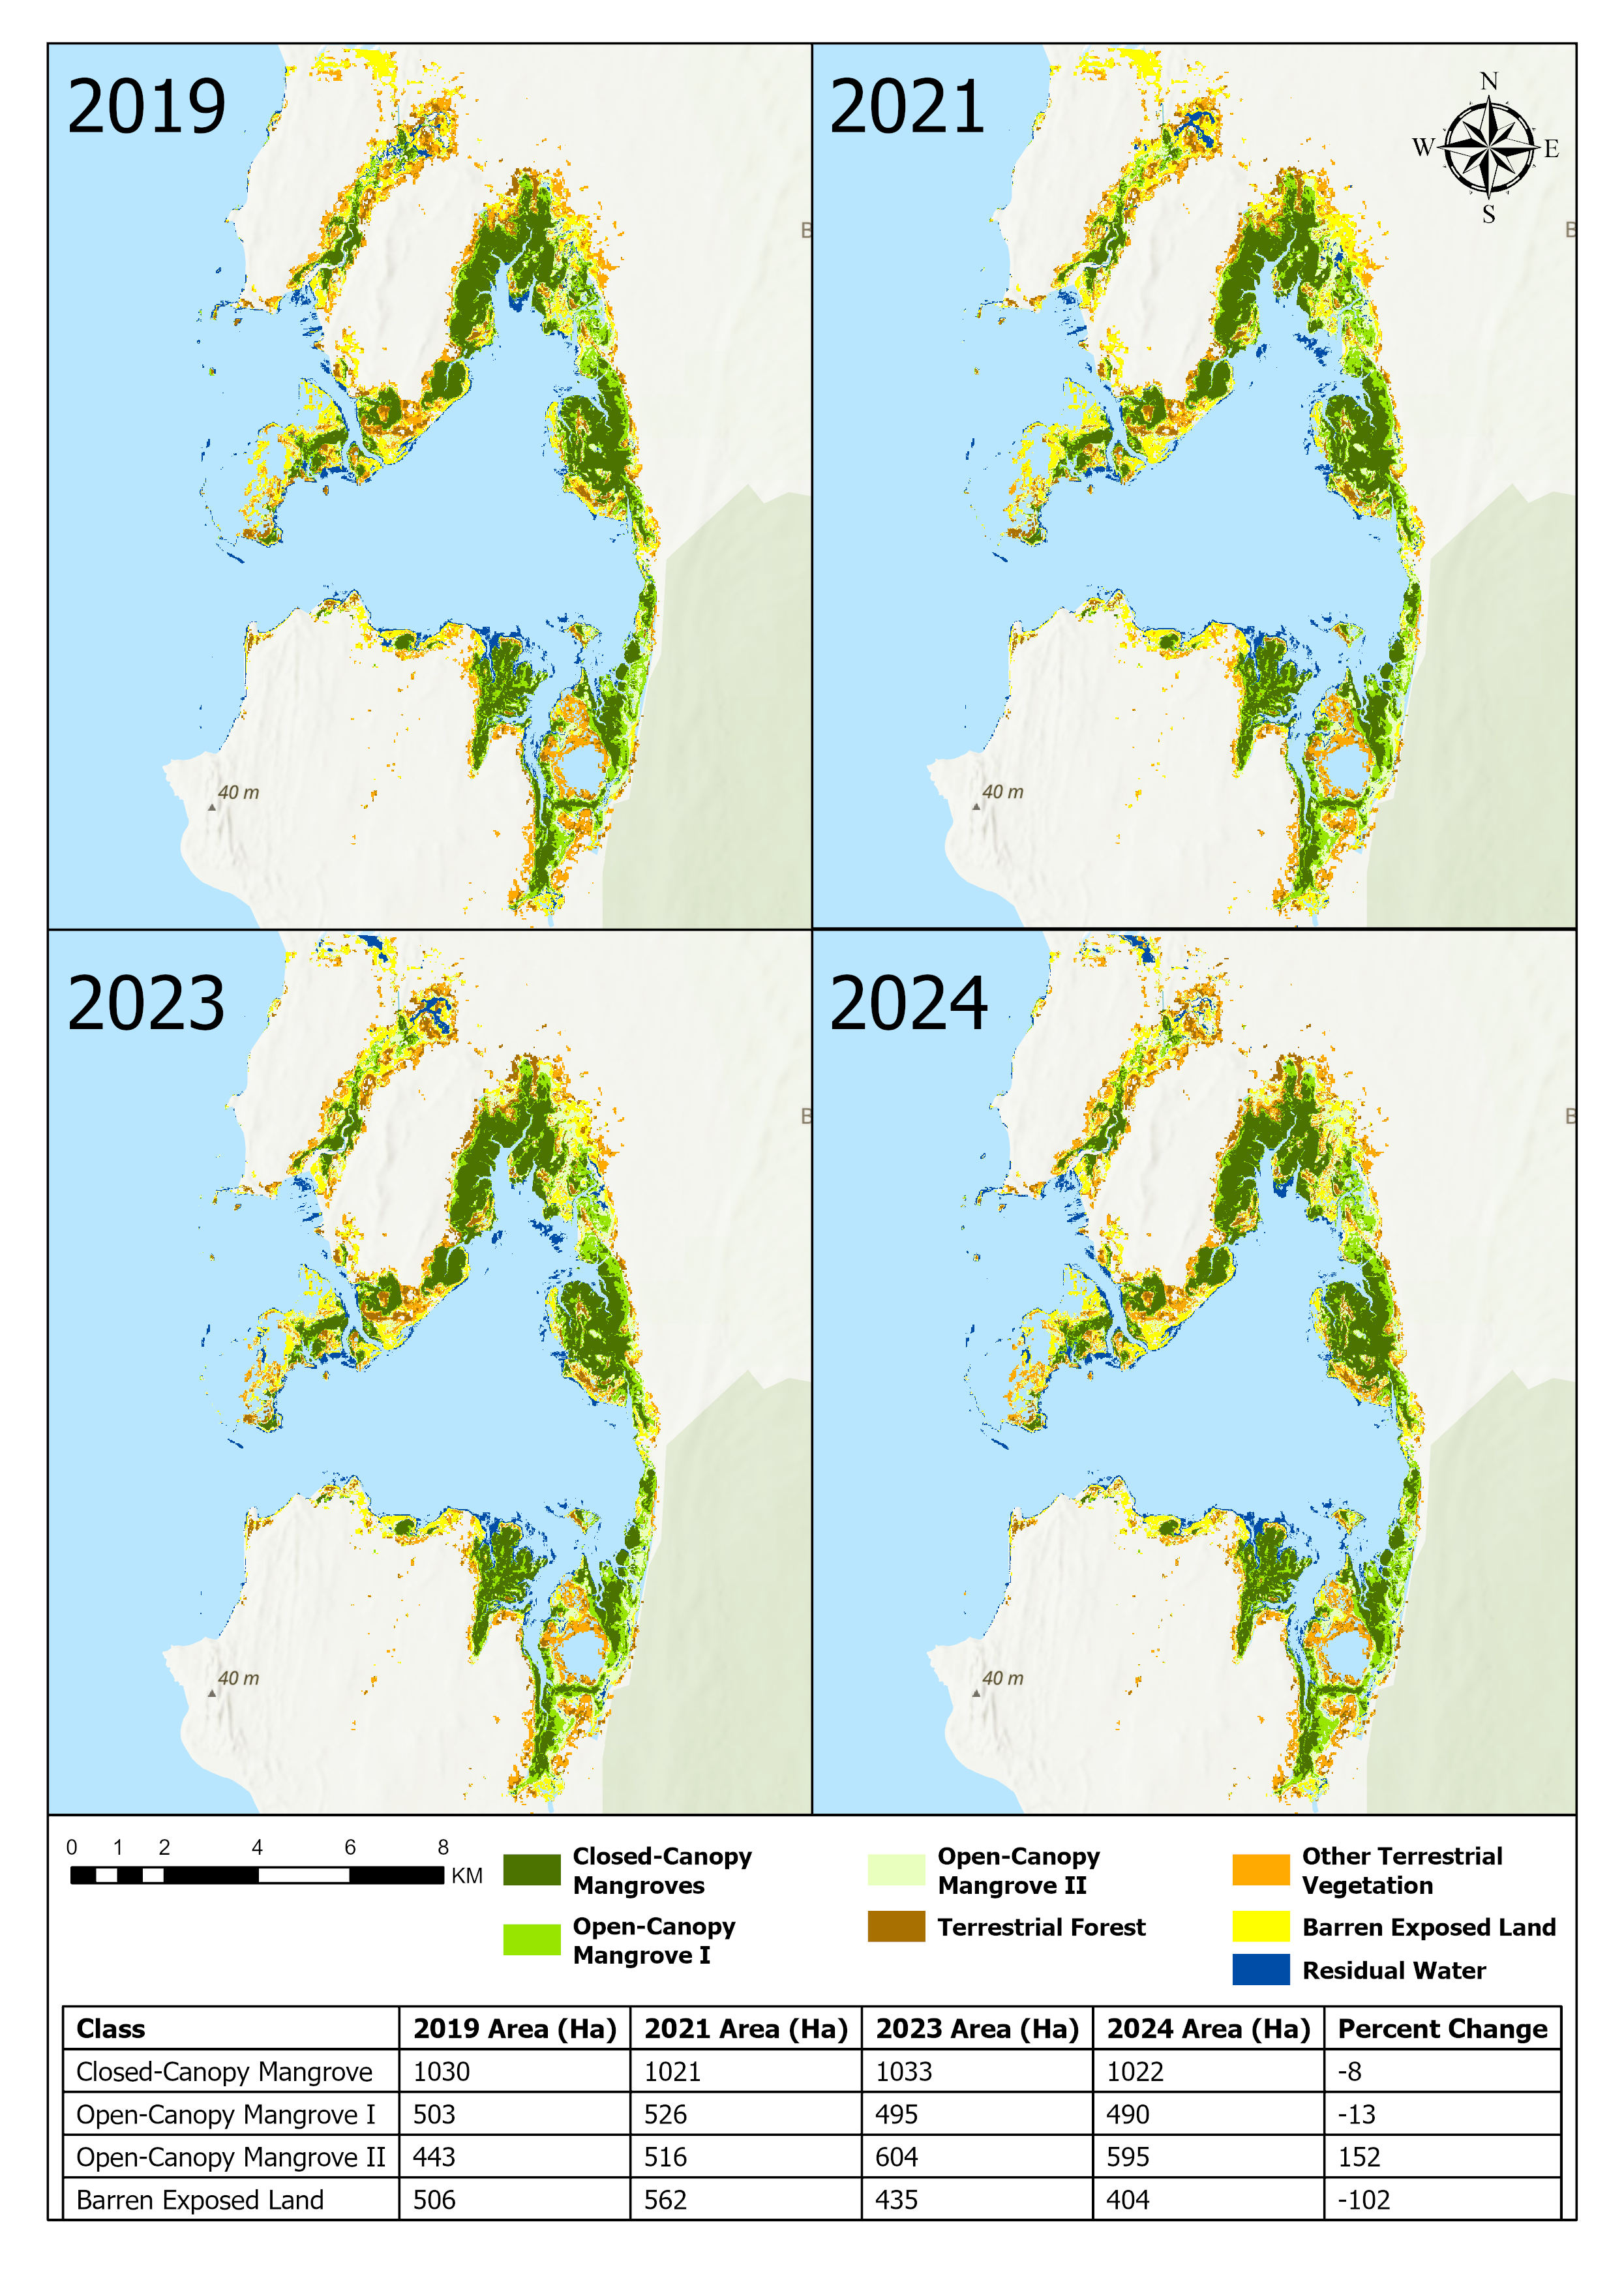 2019
2021
N
W
E
S
B
B
40 m
40 m
2023
2024
B
B
40 m
40 m
0 1 2 4 6 8
KM
Closed-Canopy
Mangroves
Open-Canopy
Mangrove I
Open-Canopy
Mangrove II
Terrestrial Forest
Other Terrestrial
Vegetation
Barren Exposed Land
Residual Water
Class 2019 Area (Ha) 2021 Area (Ha) 2023 Area (Ha) 2024 Area (Ha) Percent Change
Closed-Canopy Mangrove 1030 1021 1033 1022 -8
Open-Canopy Mangrove I 503 526 495 490 -13
Open-Canopy Mangrove II 443 516 604 595 152
Barren Exposed Land 506 562 435 404 -102